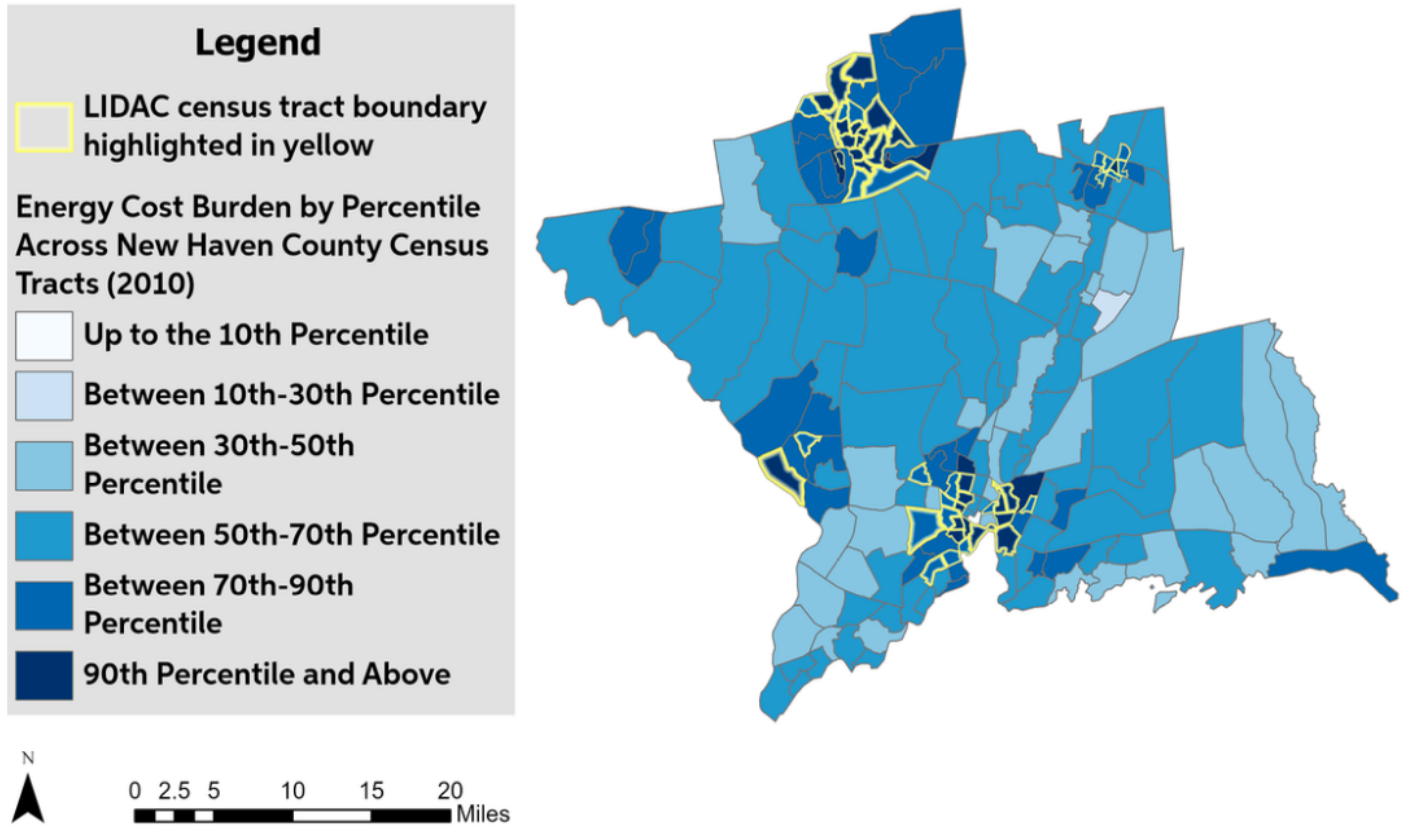 Legend
LIDAC census tract boundary
highlighted in yellow
Energy Cost Burden by Percentile
Across New Haven County Census
Tracts (2010)
Up to the 10th Percentile
Between 10th-30th Percentile
Between 30th-50th
Percentile
Between 50th-70th Percentile
Between 70th-90th
Percentile
90th Percentile and Above
N
0 2.5 5 10 15 20
Miles